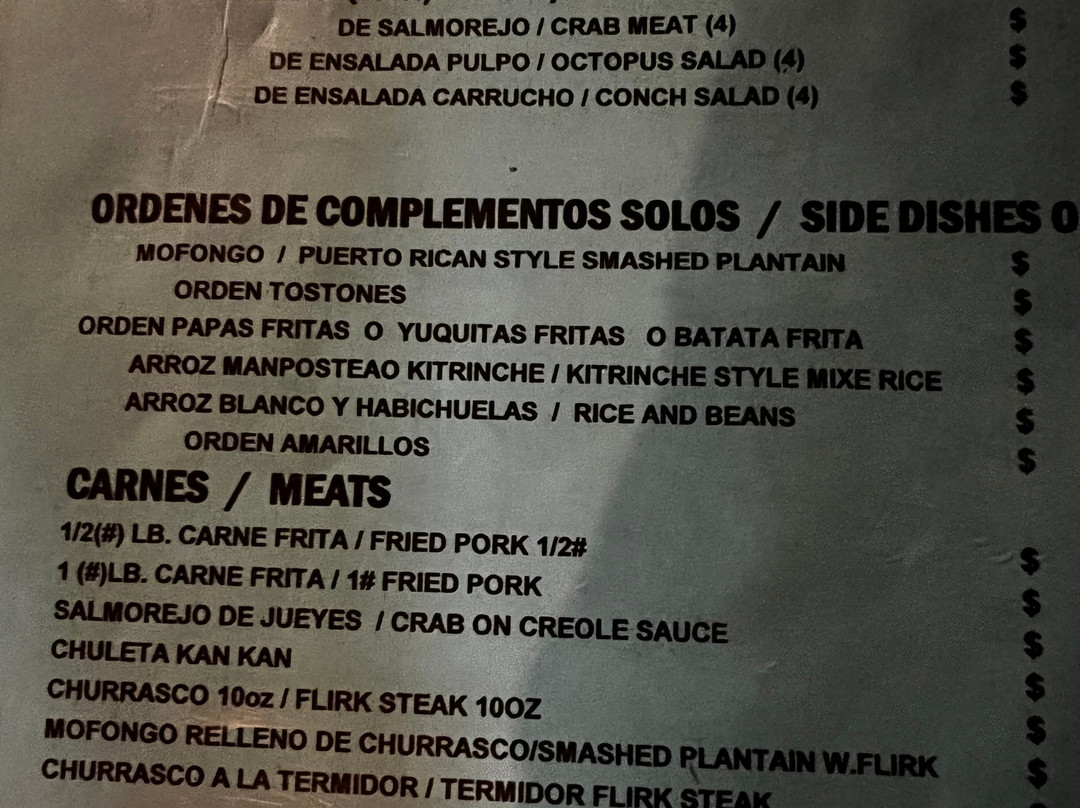 DE SALMOREJO / CRAB MEAT (4) $
DE ENSALADA PULPO / OCTOPUS SALAD (4) $
DE ENSALADA CARRUCHO / CONCH SALAD (4) $
ORDENES DE COMPLEMENTOS SOLOS / SIDE DISHES O
MOFONGO / PUERTO RICAN STYLE SMASHED PLANTAIN $
ORDEN TOSTONES $
ORDEN PAPAS FRITAS O YUQUITAS FRITAS O BATATA FRITA $
ARROZ MANPOSTEAO KITRINCHE / KITRINCHE STYLE MIXE RICE $
ARROZ BLANCO Y HABICHUELAS / RICE AND BEANS $
ORDEN AMARILLOS $
CARNES / MEATS
1/2(#) LB. CARNE FRITA / FRIED PORK 1/2# $
1 (#)LB. CARNE FRITA / 1# FRIED PORK $
SALMOREJO DE JUEYES / CRAB ON CREOLE SAUCE $
CHULETA KAN KAN $
CHURRASCO 10oz / FLIRK STEAK 10OZ $
MOFONGO RELLENO DE CHURRASCO/SMASHED PLANTAIN W.FLIRK $
CHURRASCO A LA TERMIDOR / TERMIDOR FLIRK STEAK